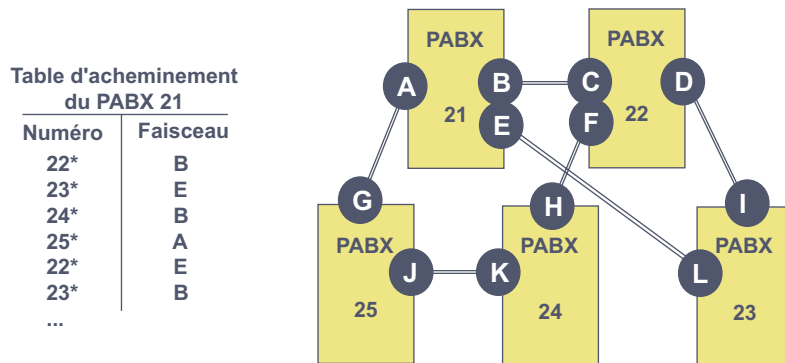 Table d'acheminement
du PABX 21
Numéro Faisceau
22* B
23* E
24* B
25* A
22* E
23* B
...
PABX
21
A
B
E
PABX
22
C
F
D
PABX
25
G
J
PABX
24
H
K
PABX
23
I
L